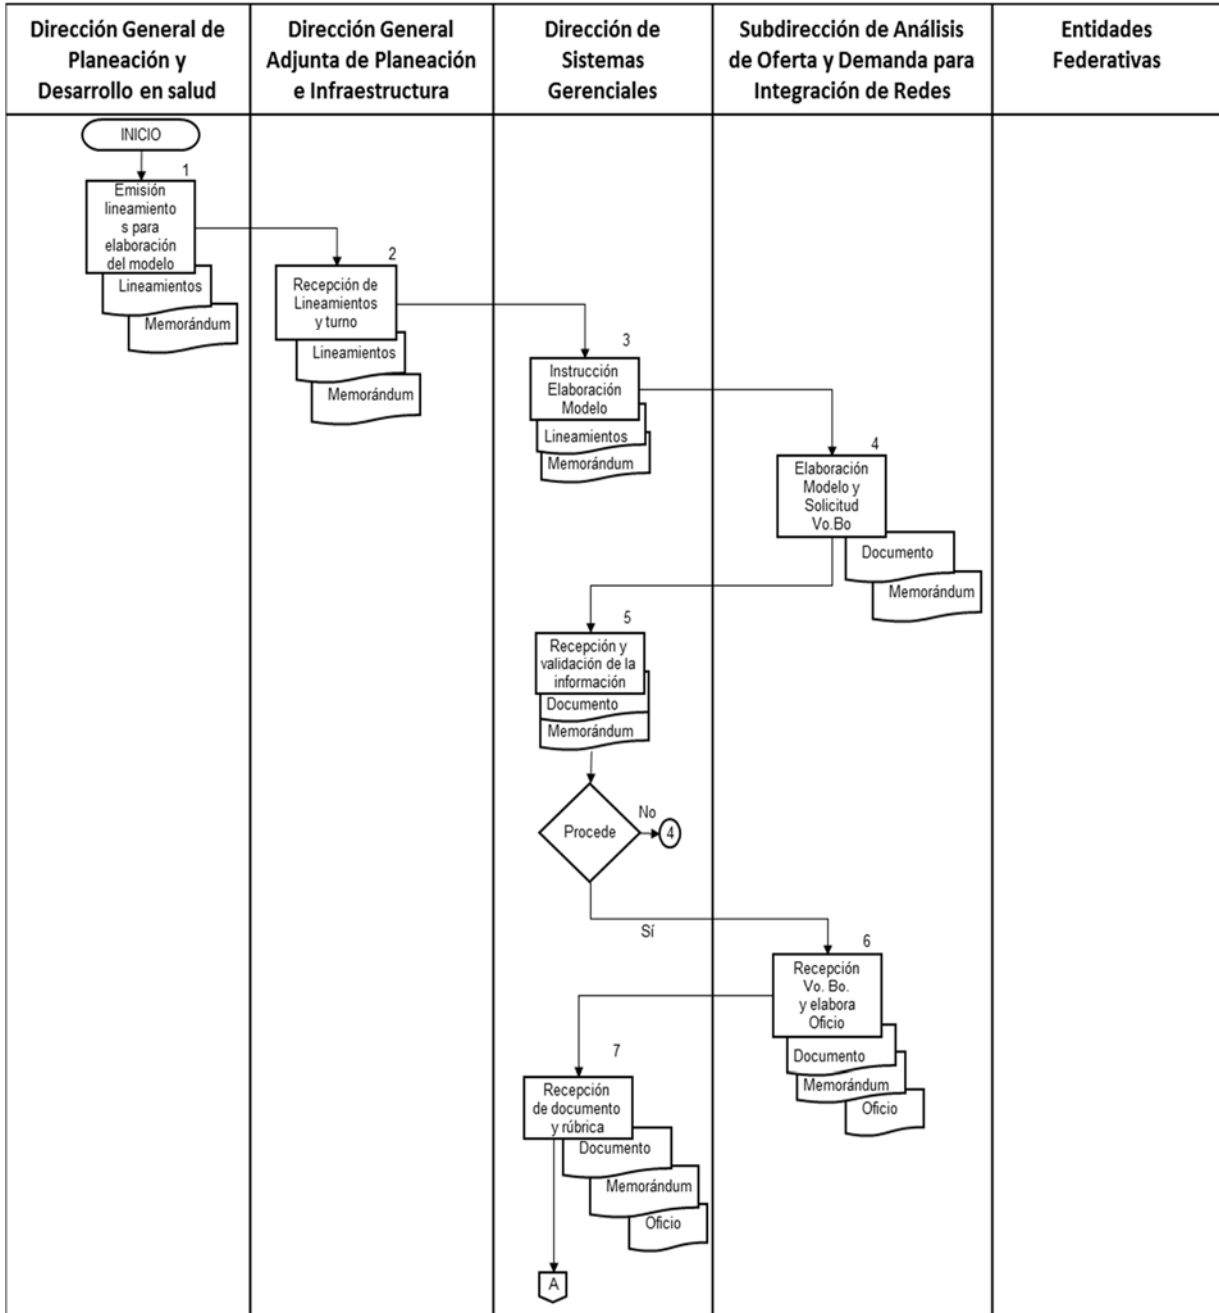 Dirección General de
Planeación y
Desarrollo en salud
Dirección General
Adjunta de Planeación
e Infraestructura
Dirección de
Sistemas
Gerenciales
Subdirección de Análisis
de Oferta y Demanda para
Integración de Redes
Entidades
Federativas
INICIO
1
Emisión
lineamiento
s para
elaboración
del modelo
Lineamientos
Memorándum
2
Recepción de
Lineamientos
y turno
Lineamientos
Memorándum
3
Instrucción
Elaboración
Modelo
Lineamientos
Memorándum
4
Elaboración
Modelo y
Solicitud
Vo.Bo
Documento
Memorándum
5
Recepción y
validación de la
información
Documento
Memorándum
Procede
No
4
Sí
6
Recepción
Vo. Bo.
y elabora
Oficio
Documento
Memorándum
Oficio
7
Recepción
de documento
y rúbrica
Documento
Memorándum
Oficio
A